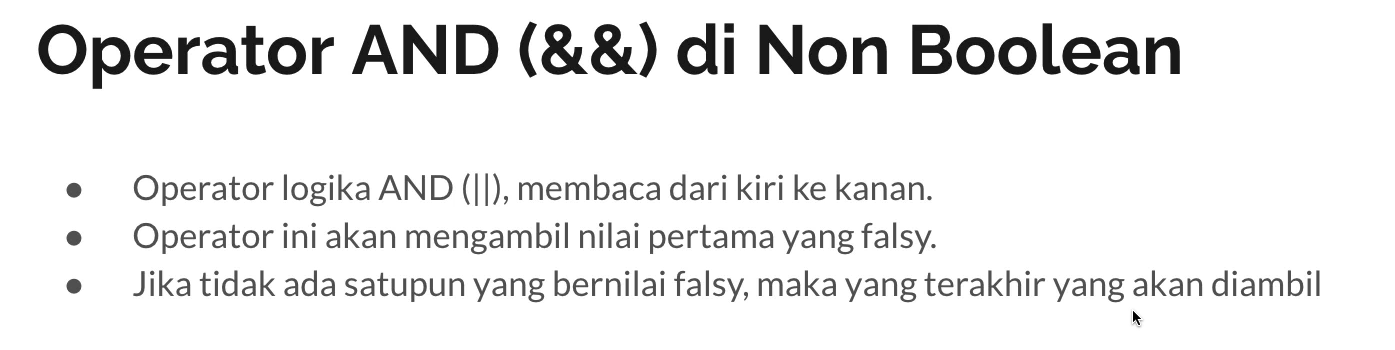 Operator AND (&&) di Non Boolean
● Operator logika AND (||), membaca dari kiri ke kanan.
● Operator ini akan mengambil nilai pertama yang falsy.
● Jika tidak ada satupun yang bernilai falsy, maka yang terakhir yang akan diambil